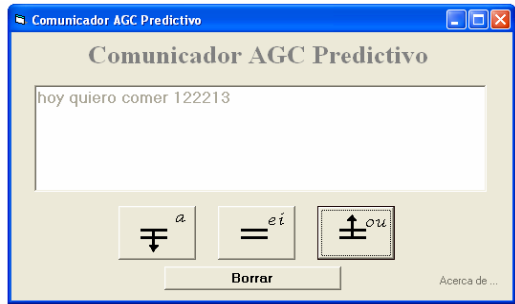 Comunicador AGC Predictivo
Comunicador AGC Predictivo
hoy quiero comer 122213
a
ei
ou
Borrar
Acerca de ...